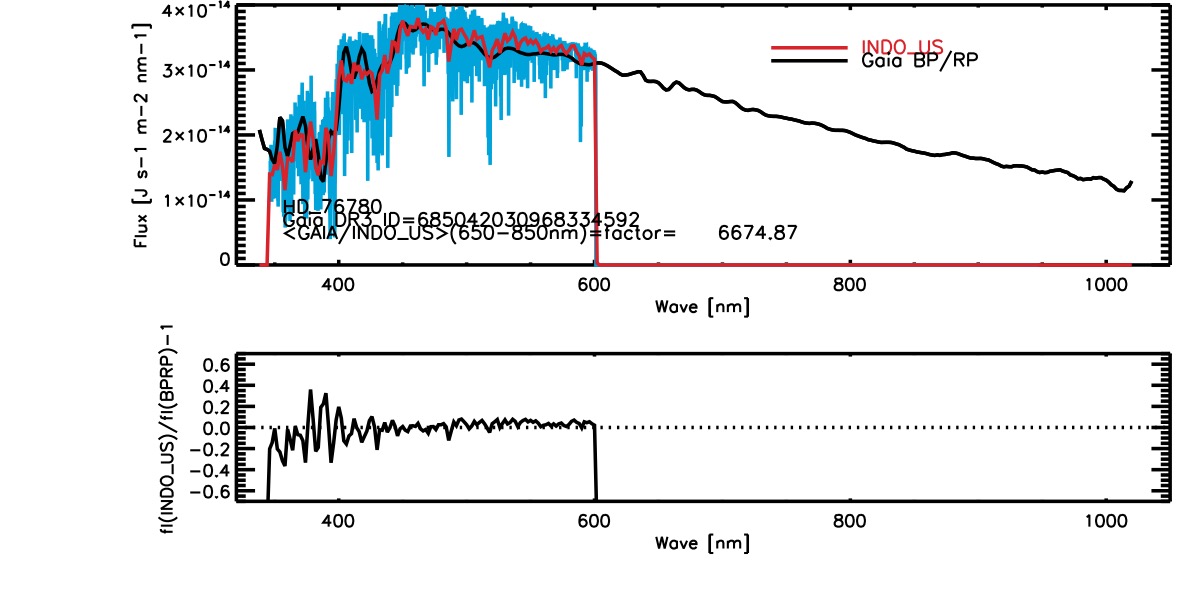 4×10−14
3×10−14
2×10−14
1×10−14
0
Flux [J s−1 m−2 nm−1]
INDO_US
Gaia BP/RP
HD_76780
Gaia DR3 ID=685042030968334592
<GAIA/INDO_US>(650−850nm)=factor= 6674.87
400 600 800 1000
Wave [nm]
0.6
0.4
0.2
0.0
−0.2
−0.4
−0.6
fl(INDO_US)/fl(BPRP)−1
400 600 800 1000
Wave [nm]